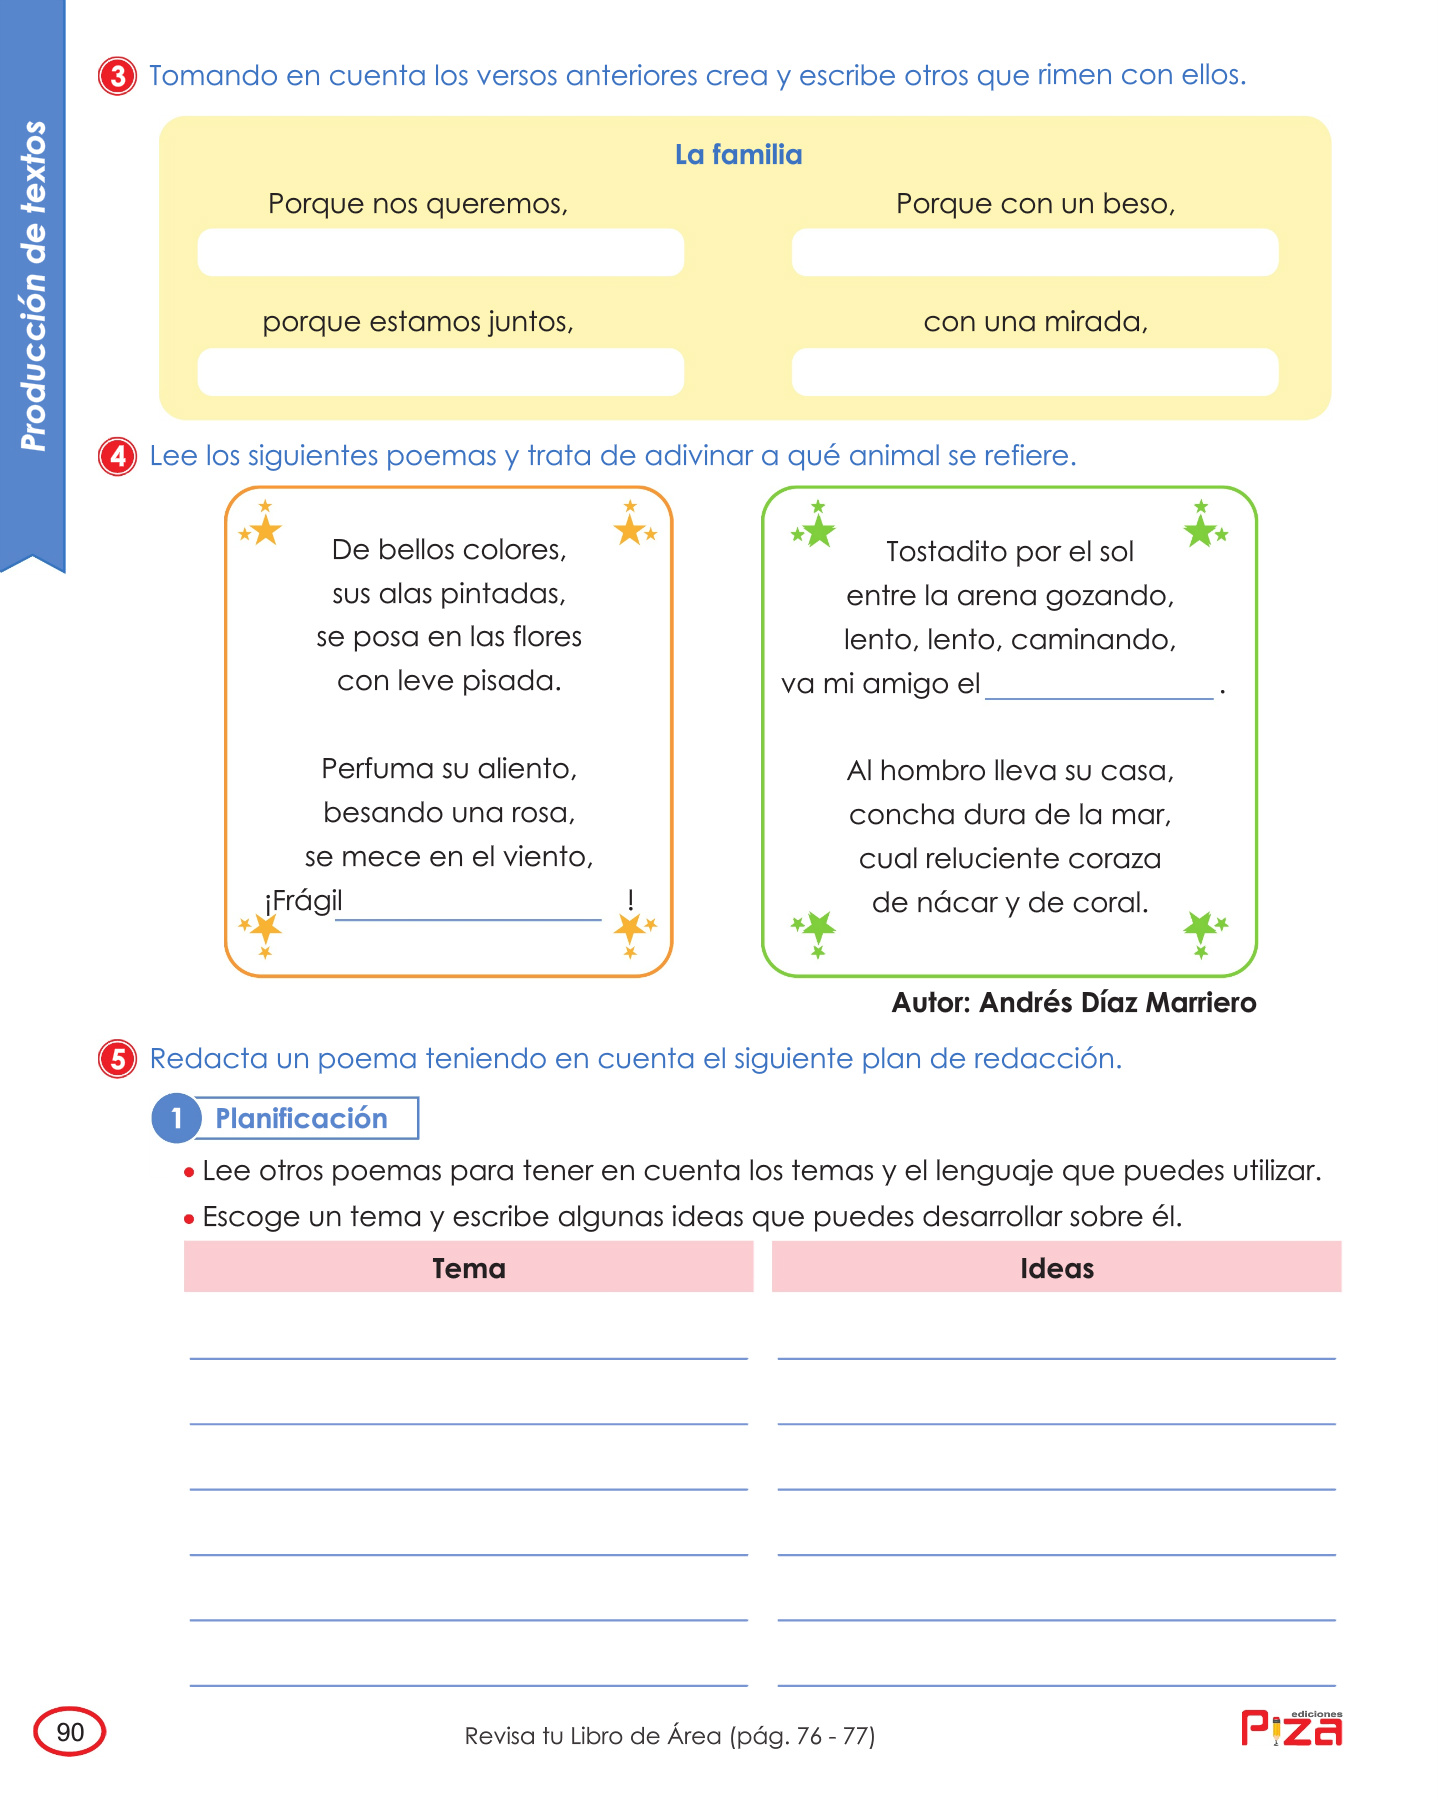 Producción de textos
3 Tomando en cuenta los versos anteriores crea y escribe otros que rimen con ellos.
La familia
Porque nos queremos,
porque estamos juntos,
Porque con un beso,
con una mirada,
4 Lee los siguientes poemas y trata de adivinar a qué animal se refiere.
De bellos colores,
sus alas pintadas,
se posa en las flores
con leve pisada.
Perfuma su aliento,
besando una rosa,
se mece en el viento,
¡Frágil !
Tostadito por el sol
entre la arena gozando,
lento, lento, caminando,
va mi amigo el .
Al hombro lleva su casa,
concha dura de la mar,
cual reluciente coraza
de nácar y de coral.
Autor: Andrés Díaz Marriero
5 Redacta un poema teniendo en cuenta el siguiente plan de redacción.
1 Planificación
• Lee otros poemas para tener en cuenta los temas y el lenguaje que puedes utilizar.
• Escoge un tema y escribe algunas ideas que puedes desarrollar sobre él.
Tema
Ideas
90
Revisa tu Libro de Área (pág. 76 - 77)
ediciones
PiZa